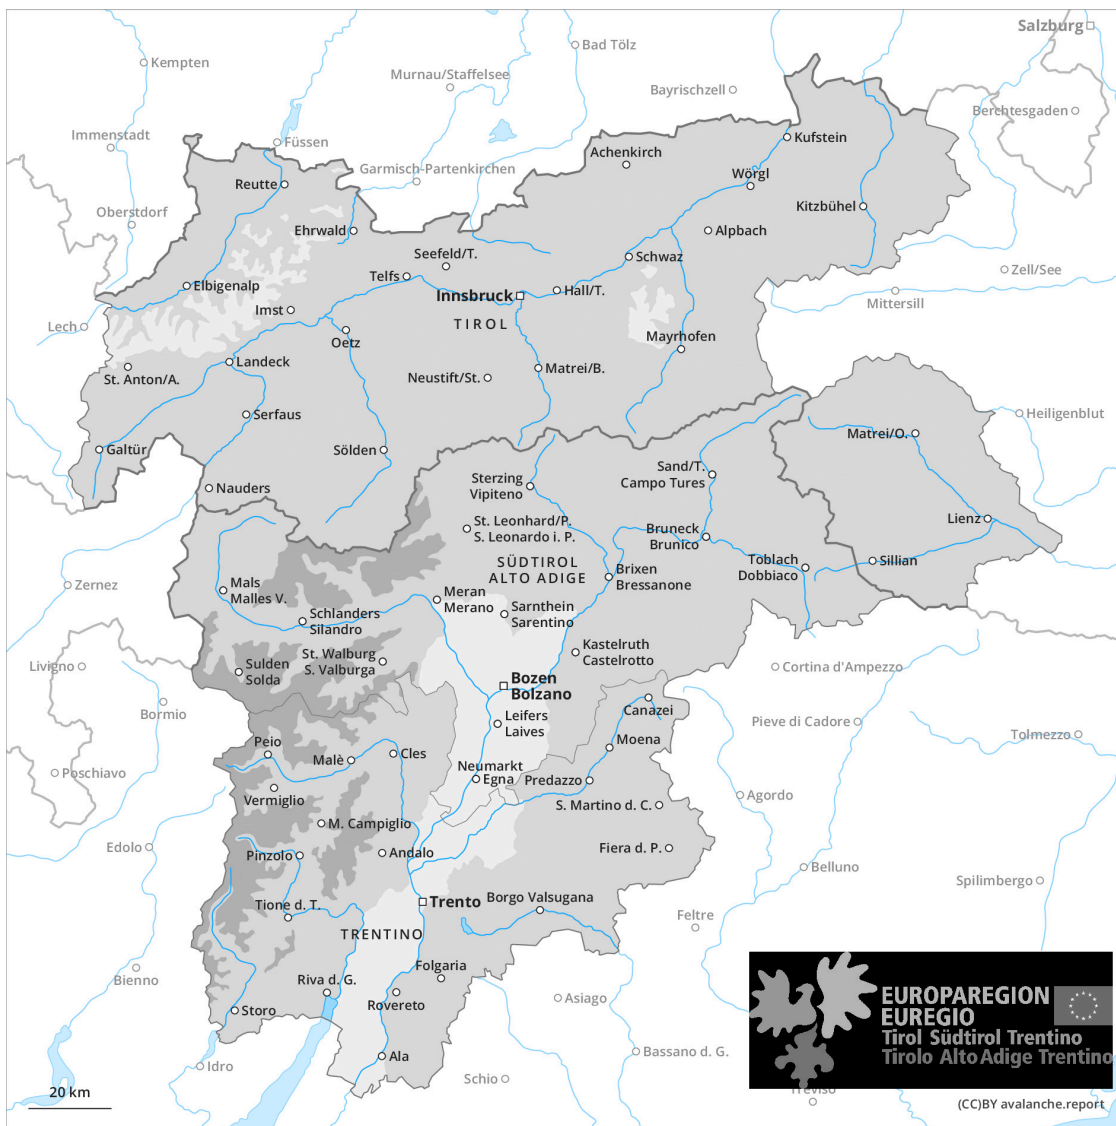 Salzburg
Bad Tölz
Kempten
Murnau/Staffelsee
Bayrischzell
Berchtesgaden
Immenstadt
Füssen
Kufstein
Achenkirch
Garmisch-Partenkirchen
Wörgl
Reutte
Oberstdorf
Kitzbühel
Ehrwald
Alpbach
Seefeld/T.
Schwaz
Telfs
Zell/See
Elbigenalp
Hall/T.
Innsbruck
Mittersill
Imst
TIROL
Lech
Oetz
Mayrhofen
Landeck
Matrei/B.
St. Anton/A.
Neustift/St.
Serfaus
Heiligenblut
Matrei/O.
Galtür
Sölden
Sand/T.
Campo Tures
Sterzing
Vipiteno
Nauders
Lienz
St. Leonhard/P.
S. Leonardo i. P.
Bruneck
Brunico
SÜDTIROL
ALTO ADIGE
Toblach
Dobbiaco
Sillian
Brixen
Bressanone
Zernez
Mals
Malles V.
Meran
Merano
Sarnthein
Sarentino
Schlanders
Silandro
Kastelruth
Castelrotto
St. Walburg
S. Valburga
Livigno
Sulden
Solda
Cortina d'Ampezzo
Bozen
Bolzano
Canazei
Bormio
Leifers
Laives
Pieve di Cadore
Tolmezzo
Moena
Peio
Cles
Malè
Neumarkt
Egna
Poschiavo
Predazzo
Vermiglio
Agordo
S. Martino d. C.
M. Campiglio
Edolo
Fiera d. P.
Pinzolo
Andalo
Belluno
Spilimbergo
Borgo Valsugana
Trento
Tione d. T.
Feltre
TRENTINO
Folgaria
Bienno
Riva d. G.
Rovereto
Asiago
Storo
Ala
Bassano d. G.
Idro
Schio
Treviso
EUROPAREGION
EUREGIO
Tirol Südtirol Trentino
Tirolo Alto Adige Trentino
20 km
(CC)BY avalanche.report